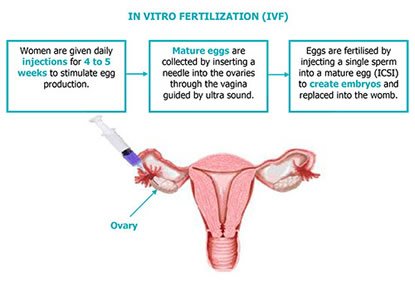 IN VITRO FERTILIZATION (IVF)
Women are given daily
injections for 4 to 5
weeks to stimulate egg
production.
Mature eggs are
collected by inserting a
needle into the ovaries
through the vagina
guided by ultra sound.
Eggs are fertilised by
injecting a single sperm
into a mature egg (ICSI)
to create embryos and
replaced into the womb.
Ovary